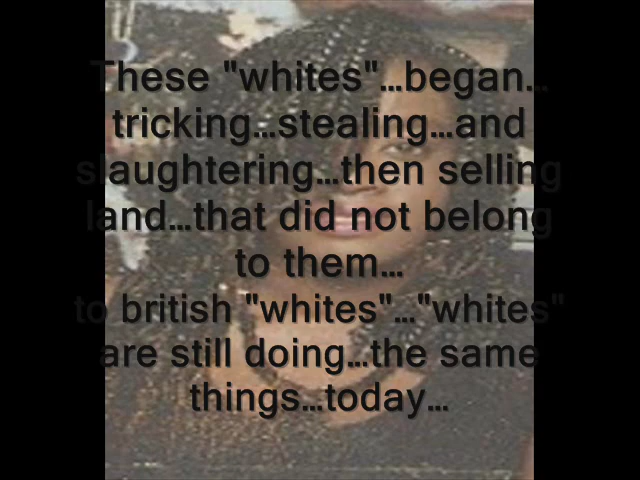 These "whites"...began...
tricking...stealing...and
slaughtering...then selling
land...that did not belong
to them...
to british "whites"..."whites"
are still doing...the same
things...today...